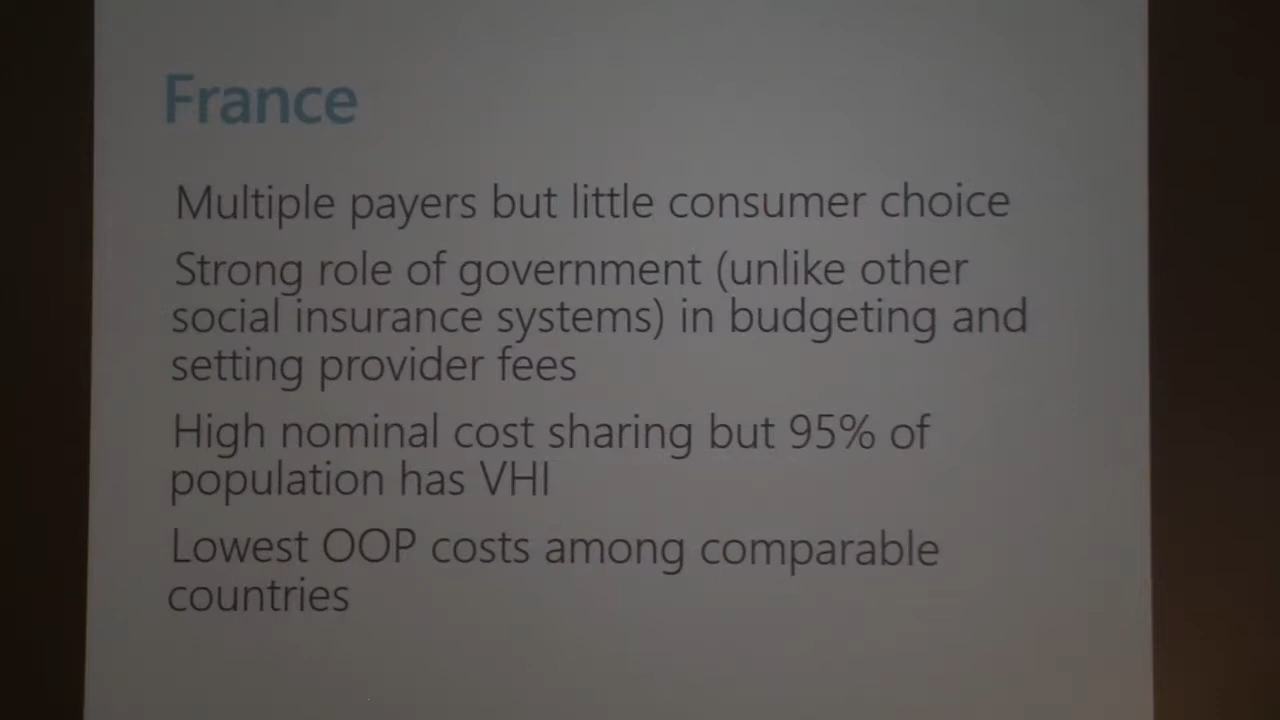 France
Multiple payers but little consumer choice
Strong role of government (unlike other
social insurance systems) in budgeting and
setting provider fees
High nominal cost sharing but 95% of
population has VHI
Lowest OOP costs among comparable
countries